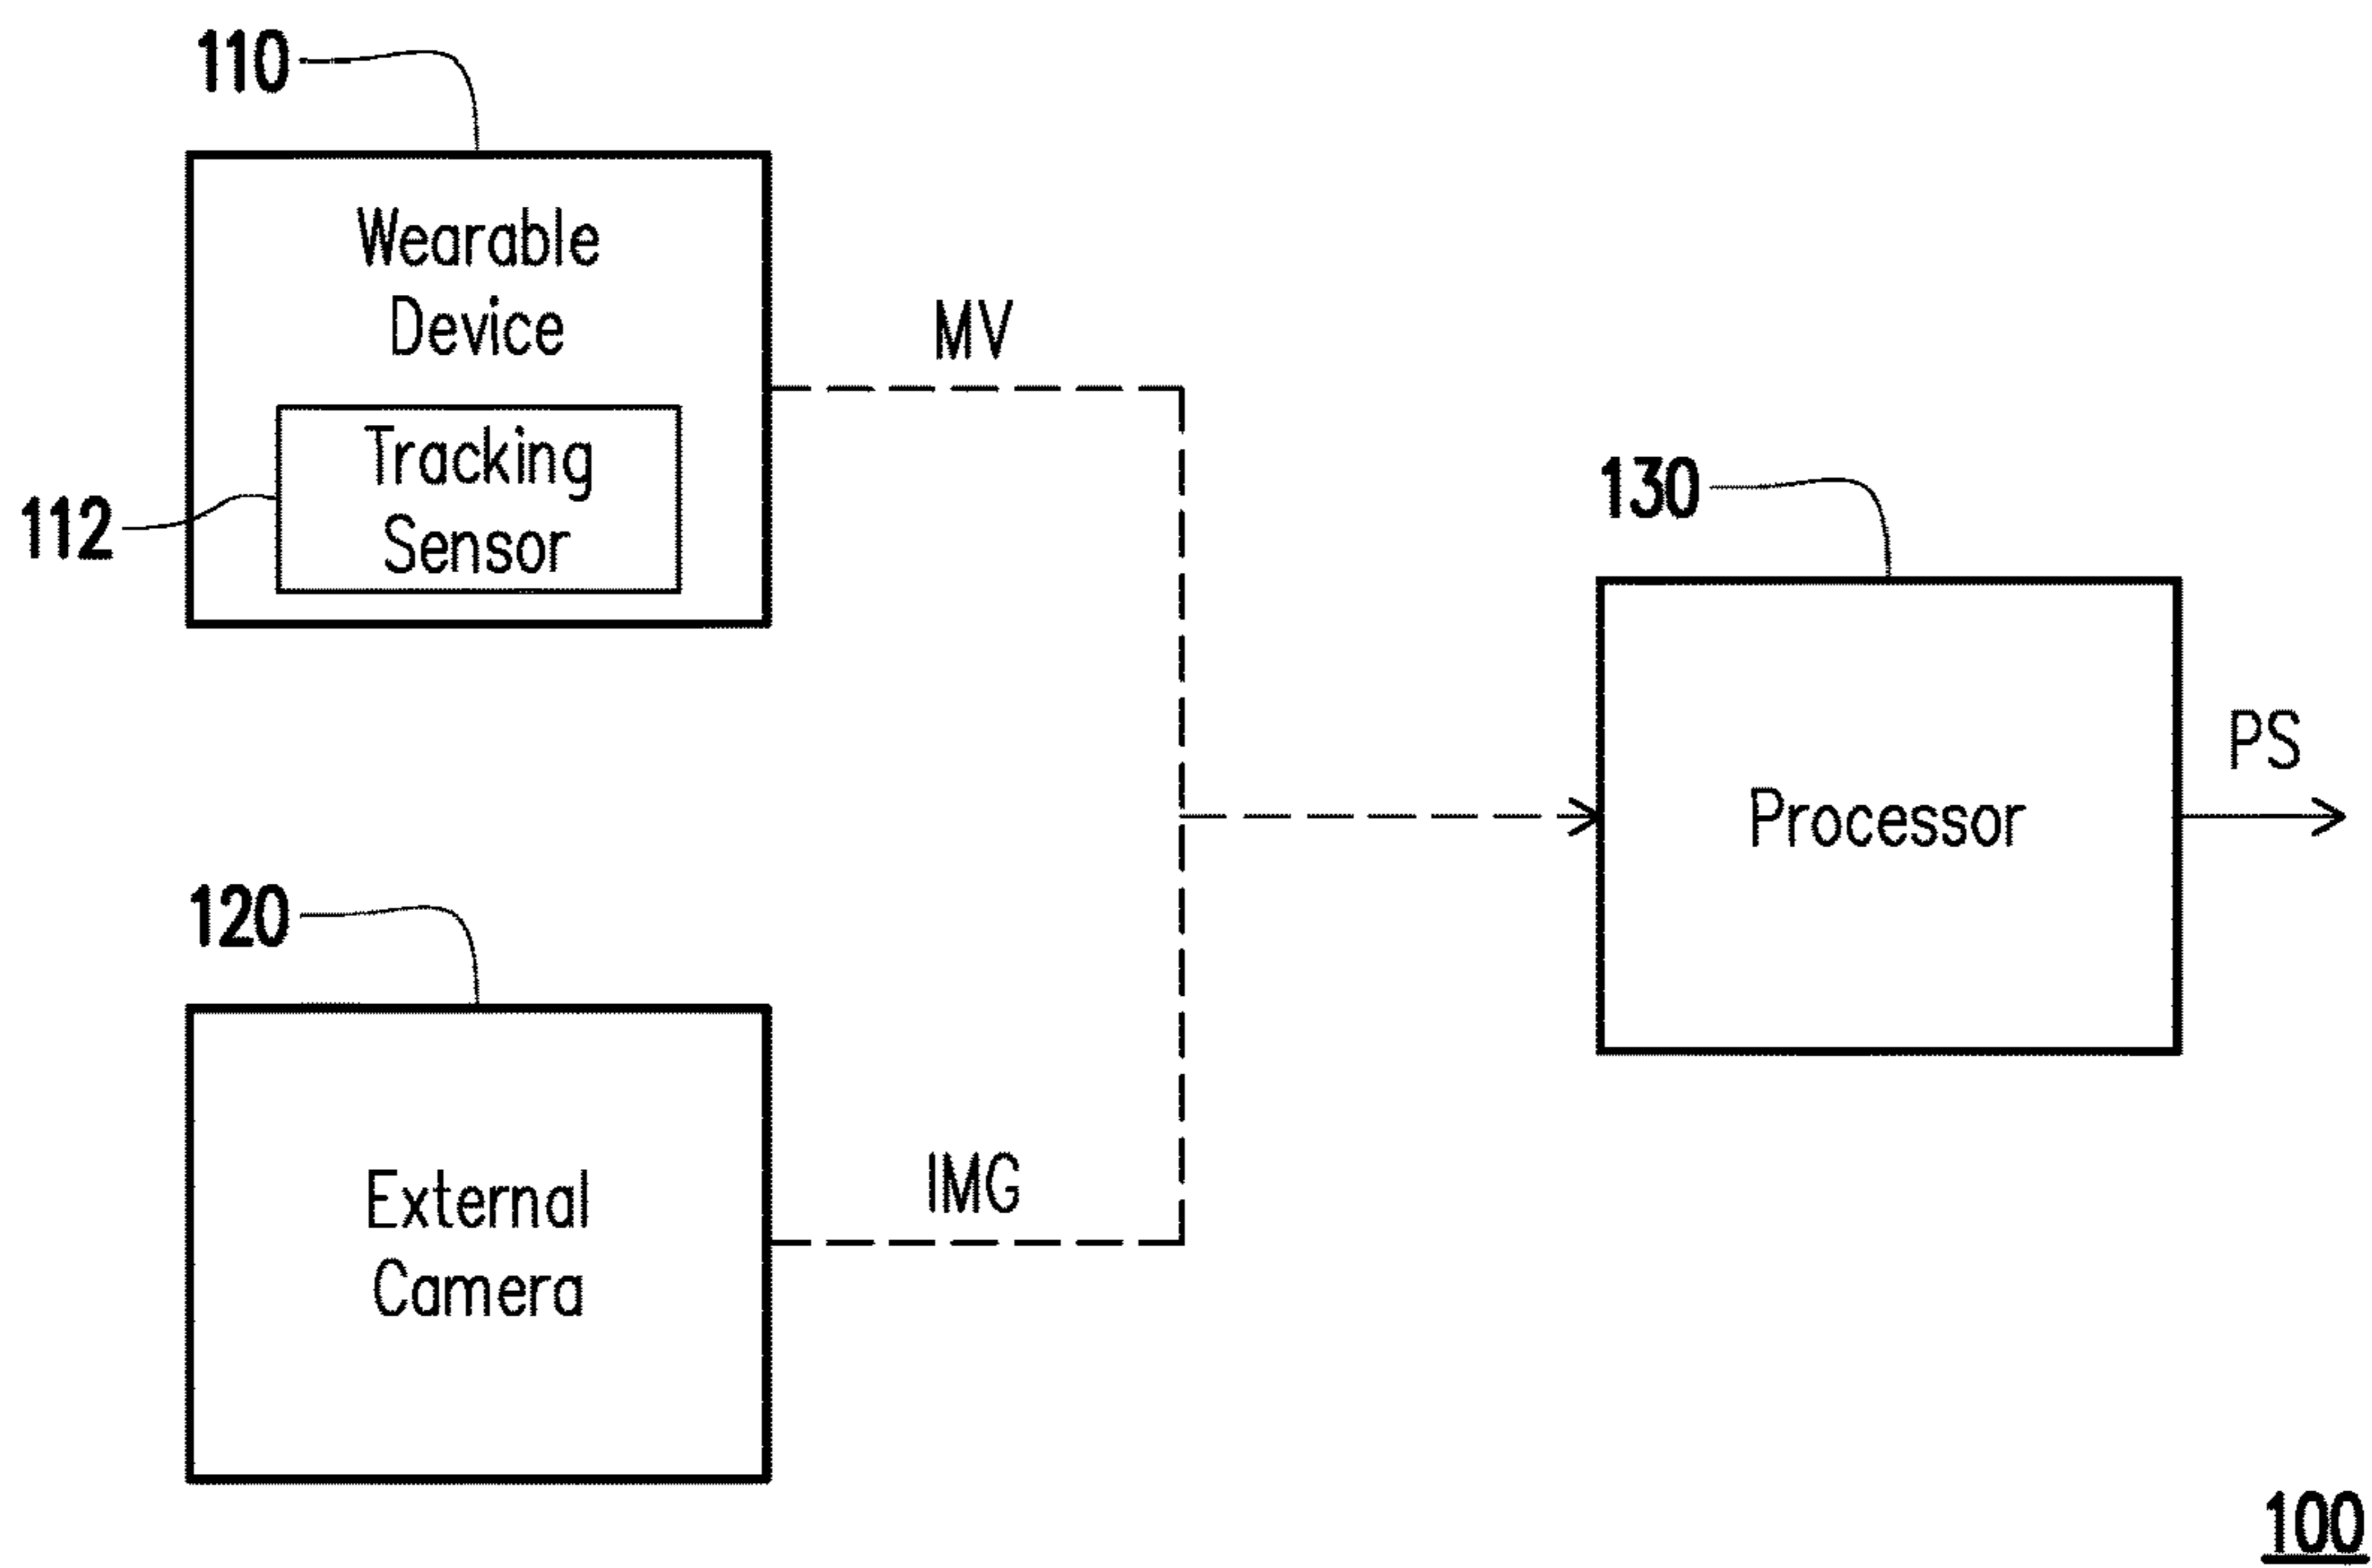 110
Wearable
Device
MV
Tracking
Sensor
112
130
PS
Processor
120
IMG
External
Camera
100